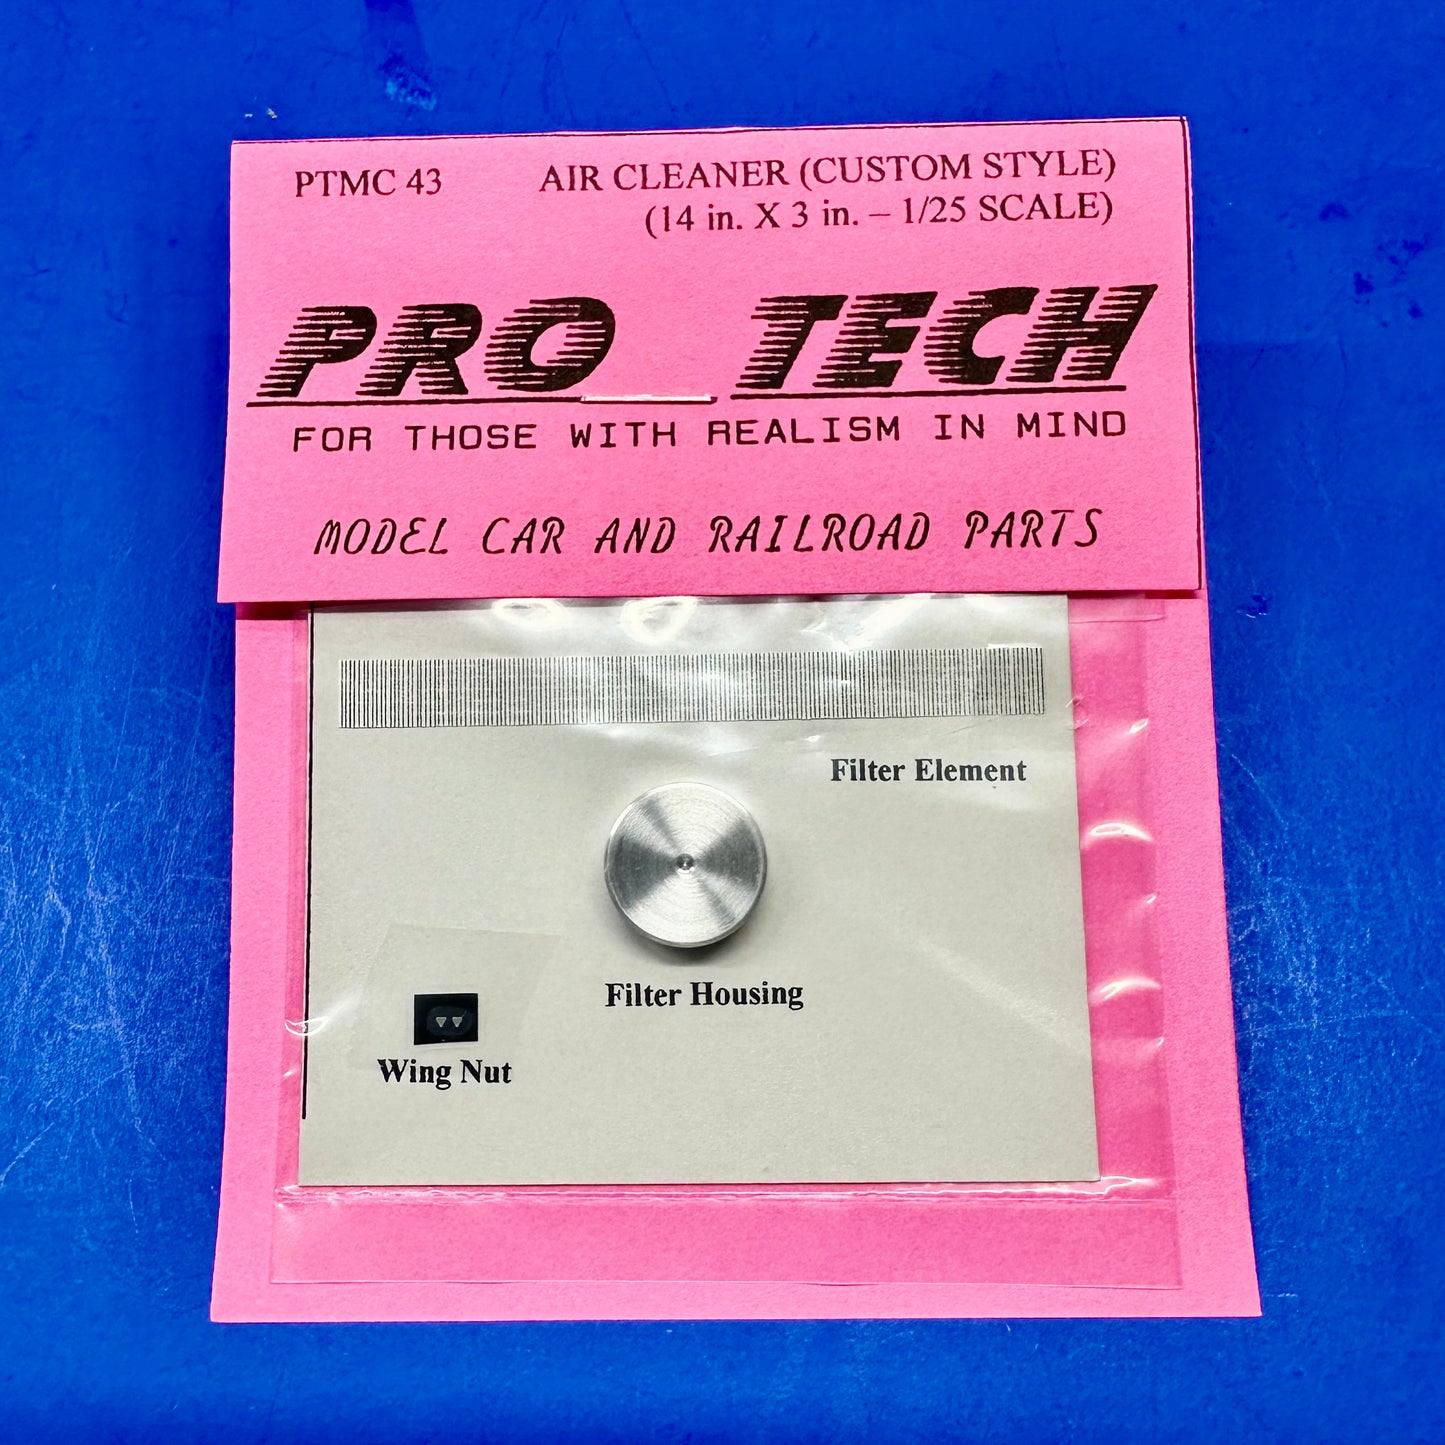 PTMC 43 AIR CLEANER (CUSTOM STYLE)
(14 in. X 3 in. – 1/25 SCALE)
PRO TECH
FOR THOSE WITH REALISM IN MIND
MODEL CAR AND RAILROAD PARTS
Filter Element
Filter Housing
Wing Nut